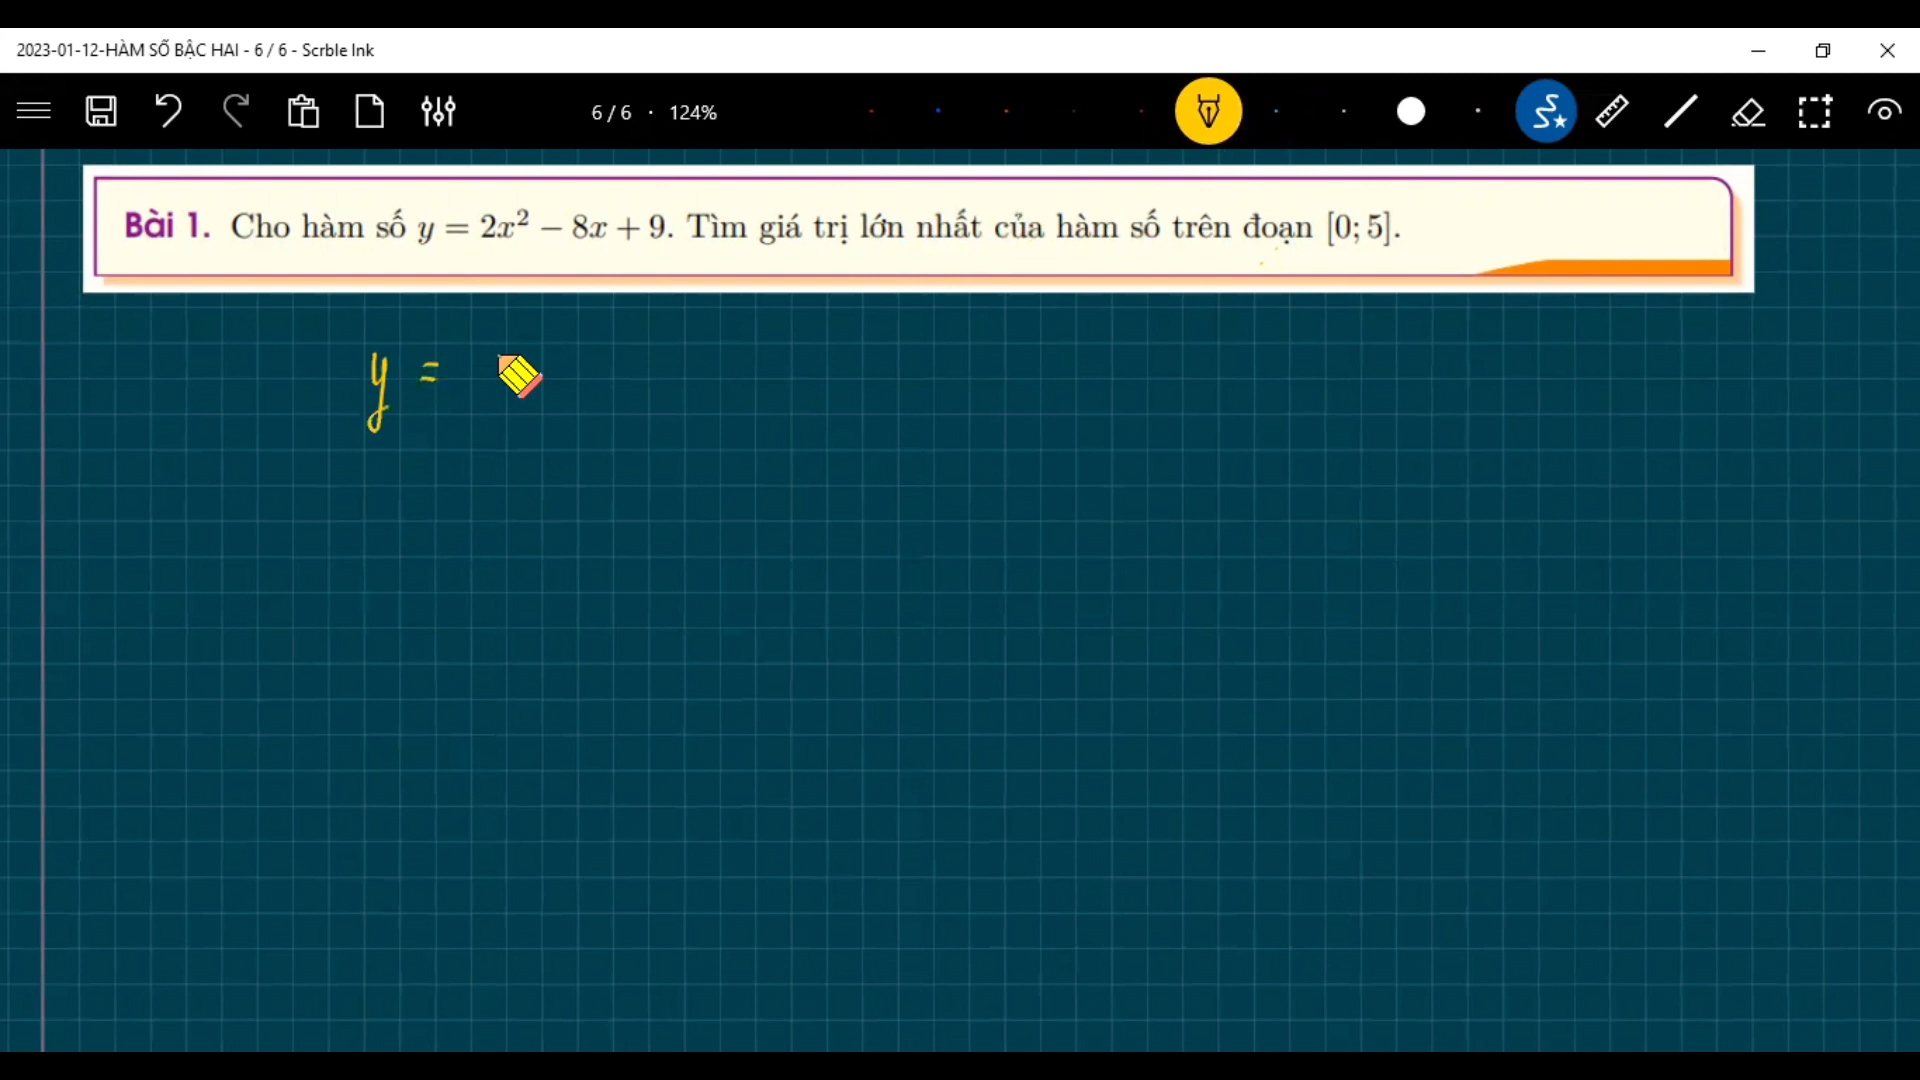 2023-01-12-HÀM SỐ BẬC HAI - 6 / 6 - Scrble Ink
6 / 6 · 124%
Bài 1. Cho hàm số y = 2x² − 8x + 9. Tìm giá trị lớn nhất của hàm số trên đoạn [0; 5].
y =